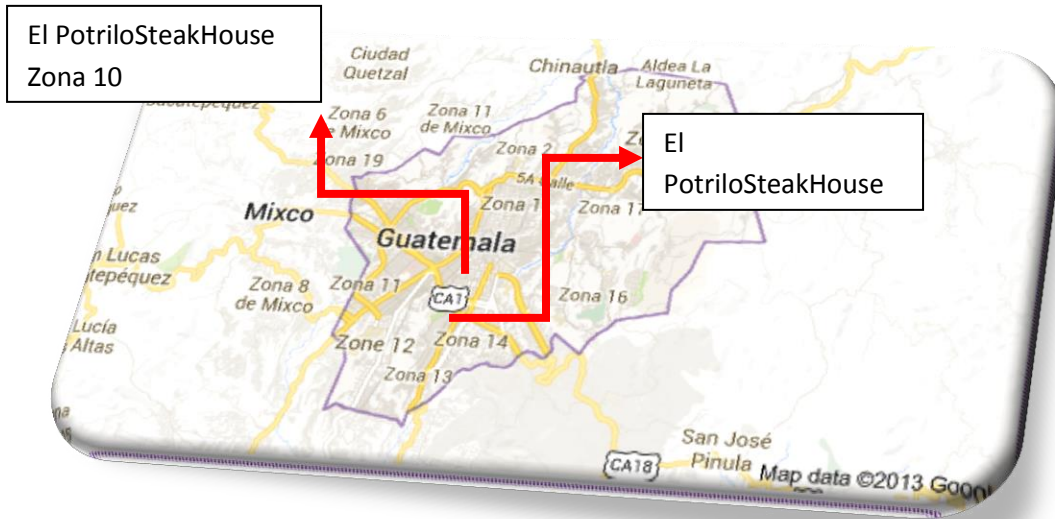 El PotriloSteakHouse
Zona 10
Ciudad
Quetzal
Chinautla
Aldea La
Laguneta
Zona 6
de Mixco
Zona 11
de Mixco
Zona 2
El
PotriloSteakHouse
Zona 19
5A Calle
Zona 1
Zona 17
Mixco
Guatemala
Lucas
Zona 8
de Mixco
Zona 11
CA1
Zona 16
Lucía
Altas
Zone 12
Zona 14
Zona 13
San José
Pinula
CA18
Map data ©2013 Googl